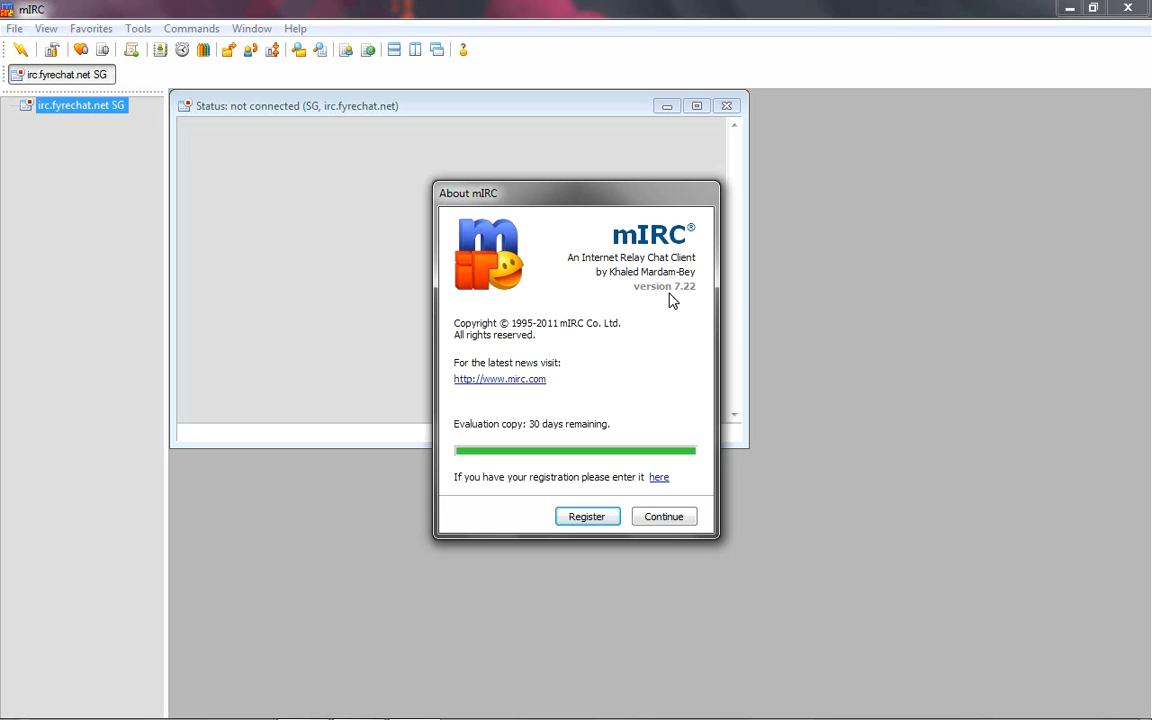 mIRC
File View Favorites Tools Commands Window Help
irc.fyrechat.net SG
irc.fyrechat.net SG
Status: not connected (SG, irc.fyrechat.net)
About mIRC
mIRC®
An Internet Relay Chat Client
by Khaled Mardam-Bey
version 7.22
Copyright © 1995-2011 mIRC Co. Ltd.
All rights reserved.
For the latest news visit:
http://www.mirc.com
Evaluation copy: 30 days remaining.
If you have your registration please enter it here
Register Continue